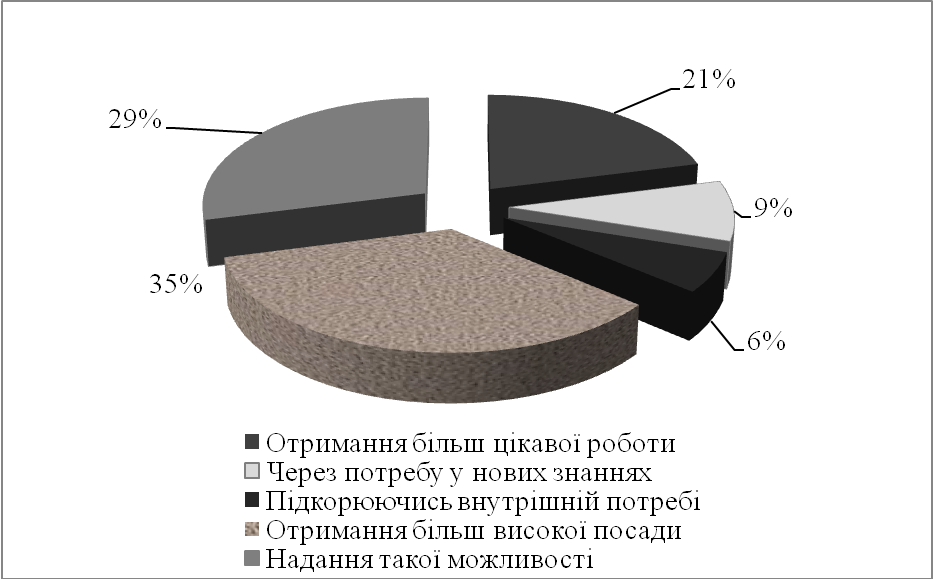 21%
29%
9%
35%
6%
Отримання більш цікавої роботи
Через потребу у нових знаннях
Підкорюючись внутрішній потребі
Отримання більш високої посади
Надання такої можливості